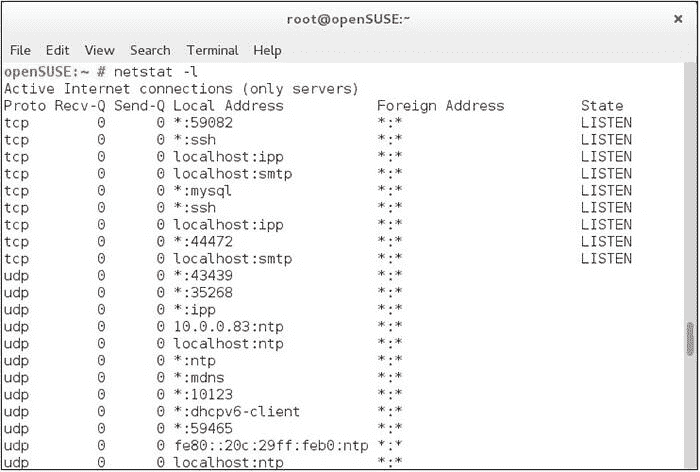 root@openSUSE:~ ×
File Edit View Search Terminal Help
openSUSE:~ # netstat -l
Active Internet connections (only servers)
Proto Recv-Q Send-Q Local Address Foreign Address State
tcp 0 0 *:59082 *:* LISTEN
tcp 0 0 *:ssh *:* LISTEN
tcp 0 0 localhost:ipp *:* LISTEN
tcp 0 0 localhost:smtp *:* LISTEN
tcp 0 0 *:mysql *:* LISTEN
tcp 0 0 *:ssh *:* LISTEN
tcp 0 0 localhost:ipp *:* LISTEN
tcp 0 0 *:44472 *:* LISTEN
tcp 0 0 localhost:smtp *:* LISTEN
udp 0 0 *:43439 *:*
udp 0 0 *:35268 *:*
udp 0 0 *:ipp *:*
udp 0 0 10.0.0.83:ntp *:*
udp 0 0 localhost:ntp *:*
udp 0 0 *:ntp *:*
udp 0 0 *:mdns *:*
udp 0 0 *:10123 *:*
udp 0 0 *:dhcpv6-client *:*
udp 0 0 *:59465 *:*
udp 0 0 fe80::20c:29ff:feb0:ntp *:*
udp 0 0 localhost:ntp *:*